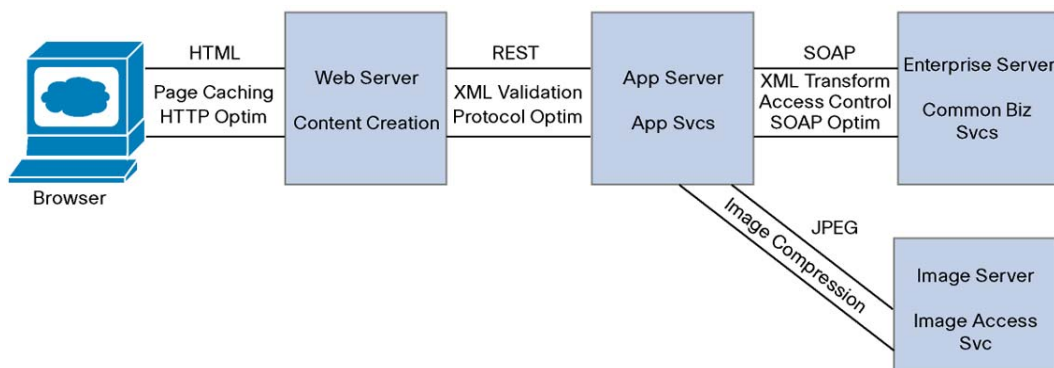 HTML
Page Caching
HTTP Optim
Browser
Web Server
Content Creation
REST
XML Validation
Protocol Optim
App Server
App Svcs
SOAP
XML Transform
Access Control
SOAP Optim
Enterprise Server
Common Biz
Svcs
JPEG
Image Compression
Image Server
Image Access
Svc